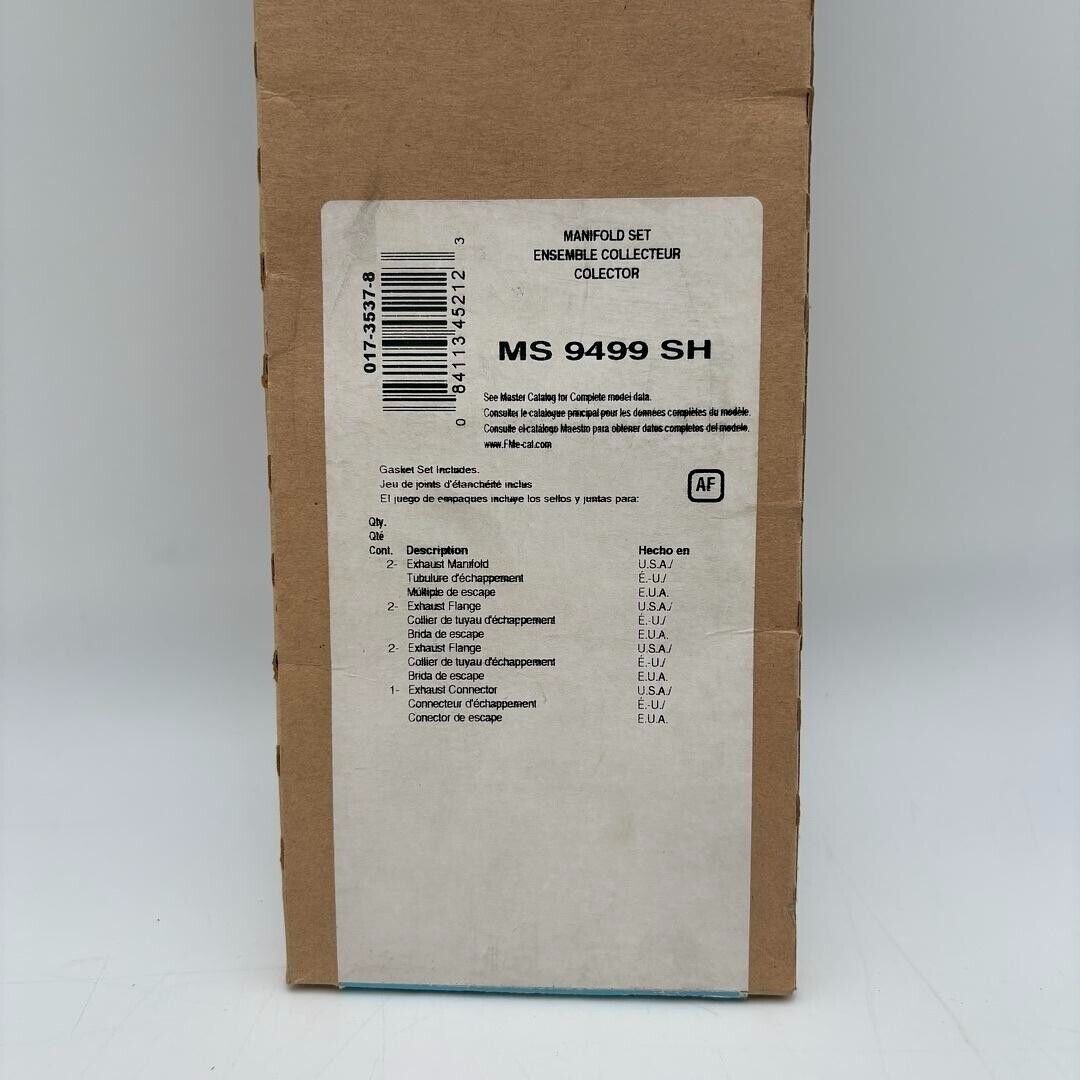 017-3537-8
0 84113 45212 3
MANIFOLD SET
ENSEMBLE COLLECTEUR
COLECTOR
MS 9499 SH
See Master Catalog for Complete model data.
Consulter le catalogue principal pour les données complètes du modèle.
Consulte el catálogo Maestro para obtener datos completos del modelo.
www.FMe-cat.com
Gasket Set Includes.
Jeu de joints d'étanchéité inclus
El juego de empaques incluye los sellos y juntas para:
AF
Qty.
Qté
Cont. Description Hecho en
2- Exhaust Manifold U.S.A./
Tubulure d'échappement É.-U./
Múltiple de escape E.U.A.
2- Exhaust Flange U.S.A./
Collier de tuyau d'échappement É.-U./
Brida de escape E.U.A.
2- Exhaust Flange U.S.A./
Collier de tuyau d'échappement É.-U./
Brida de escape E.U.A.
1- Exhaust Connector U.S.A./
Connecteur d'échappement É.-U./
Conector de escape E.U.A.